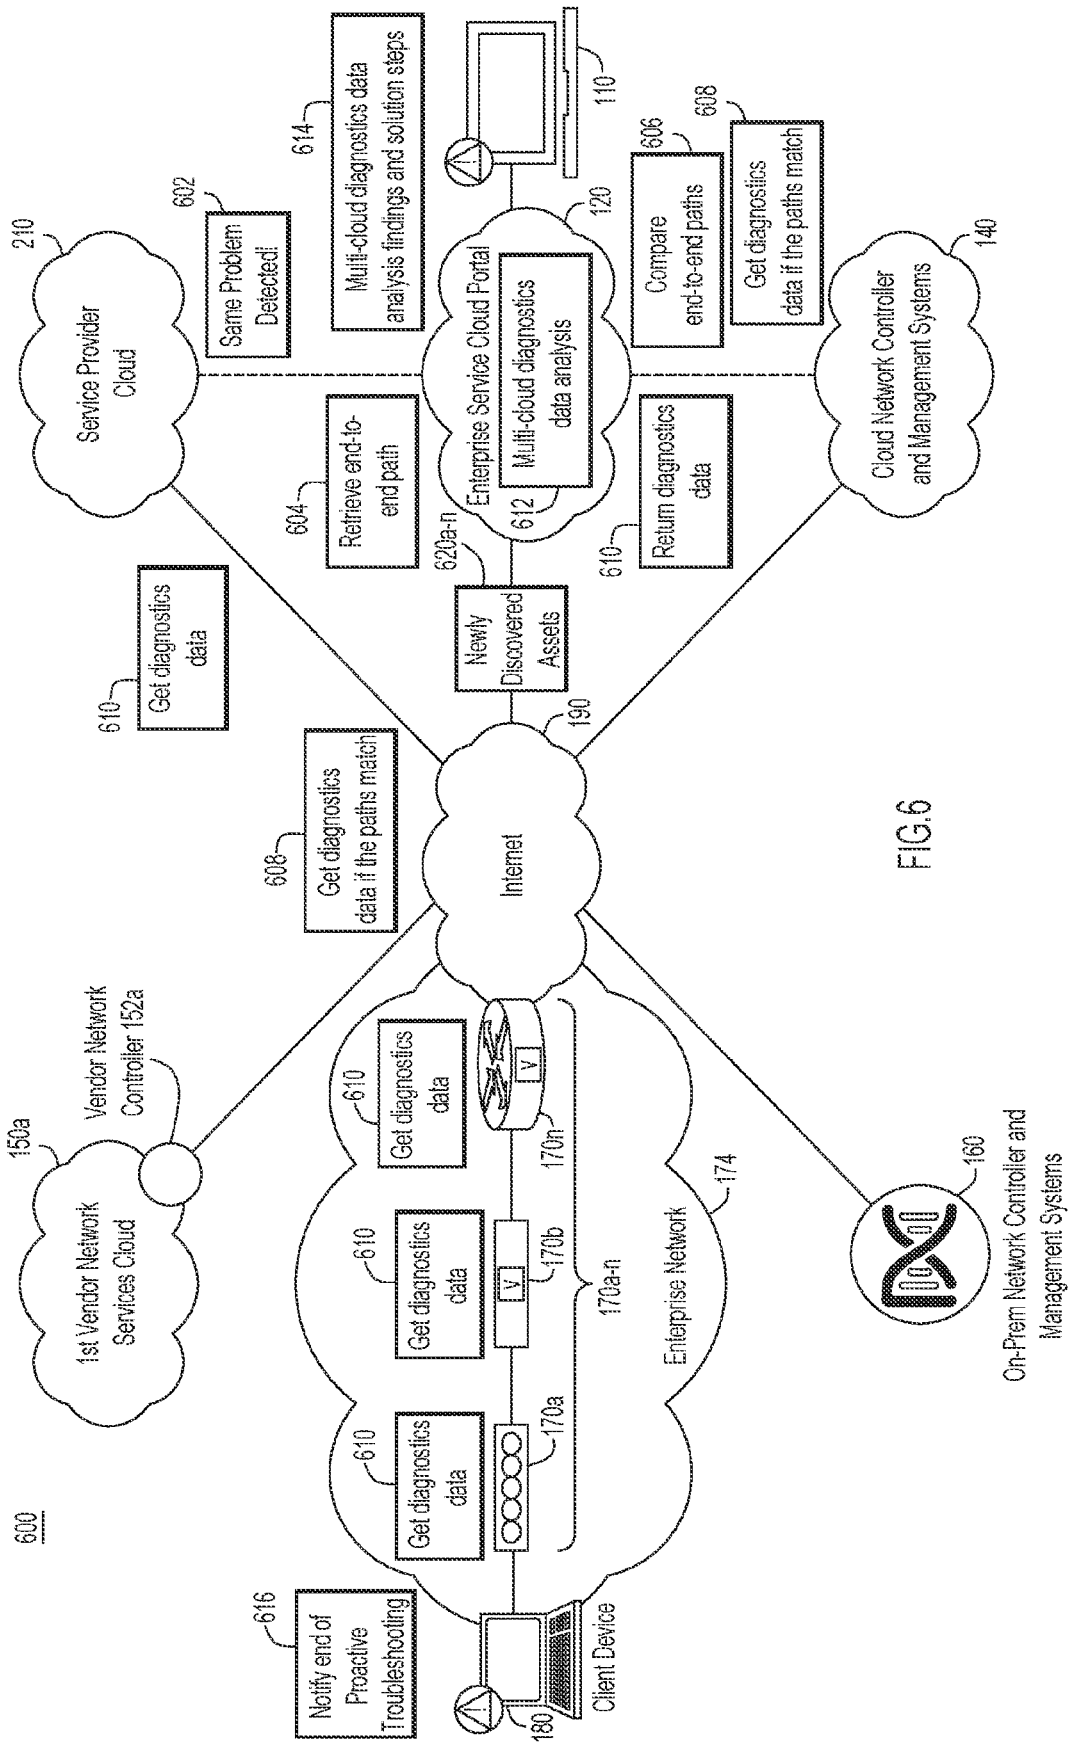 600
150a
1st Vendor Network
Services Cloud
Vendor Network
Controller 152a
210
Service Provider
Cloud
602
Same Problem
Detected!
614
Multi-cloud diagnostics data
analysis findings and solution steps
610
Get diagnostics
data
608
Get diagnostics
data if the paths match
604
Retrieve end-to-
end path
616
Notify end of
Proactive
Troubleshooting
610
Get diagnostics
data
610
Get diagnostics
data
610
Get diagnostics
data
180
Client Device
170a
V
170b
V
170n
170a-n
Enterprise Network
174
Internet
190
620a-n
Newly
Discovered
Assets
Enterprise Service Cloud Portal
612
Multi-cloud diagnostics
data analysis
120
110
610
Return diagnostics
data
606
Compare
end-to-end paths
608
Get diagnostics
data if the paths match
160
On-Prem Network Controller and
Management Systems
Cloud Network Controller
and Management Systems
140
FIG.6